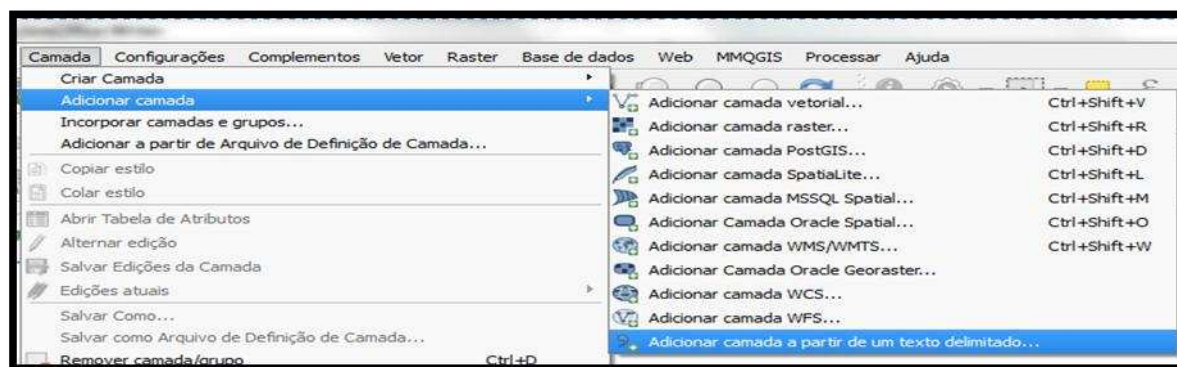 Camada Configurações Complementos Vetor Raster Base de dados Web MMQGIS Processar Ajuda
Criar Camada
Adicionar camada
Incorporar camadas e grupos...
Adicionar a partir de Arquivo de Definição de Camada...
Copiar estilo
Colar estilo
Abrir Tabela de Atributos
Alternar edição
Salvar Edições da Camada
Edições atuais
Salvar Como...
Salvar como Arquivo de Definição de Camada...
Remover camada/grupo Ctrl+D
Adicionar camada vetorial... Ctrl+Shift+V
Adicionar camada raster... Ctrl+Shift+R
Adicionar camada PostGIS... Ctrl+Shift+D
Adicionar camada SpatiaLite... Ctrl+Shift+L
Adicionar camada MSSQL Spatial... Ctrl+Shift+M
Adicionar Camada Oracle Spatial... Ctrl+Shift+O
Adicionar camada WMS/WMTS... Ctrl+Shift+W
Adicionar Camada Oracle Georaster...
Adicionar camada WCS...
Adicionar camada WFS...
Adicionar camada a partir de um texto delimitado...